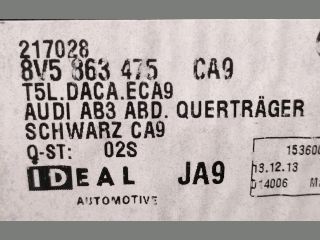 217028
8V5 863 475 CA9
T5L.DACA.ECA9
AUDI AB3 ABD. QUERTRÄGER
SCHWARZ CA9
Q-ST: 02S
IDEAL JA9
AUTOMOTIVE
153600
13.12.13
014006